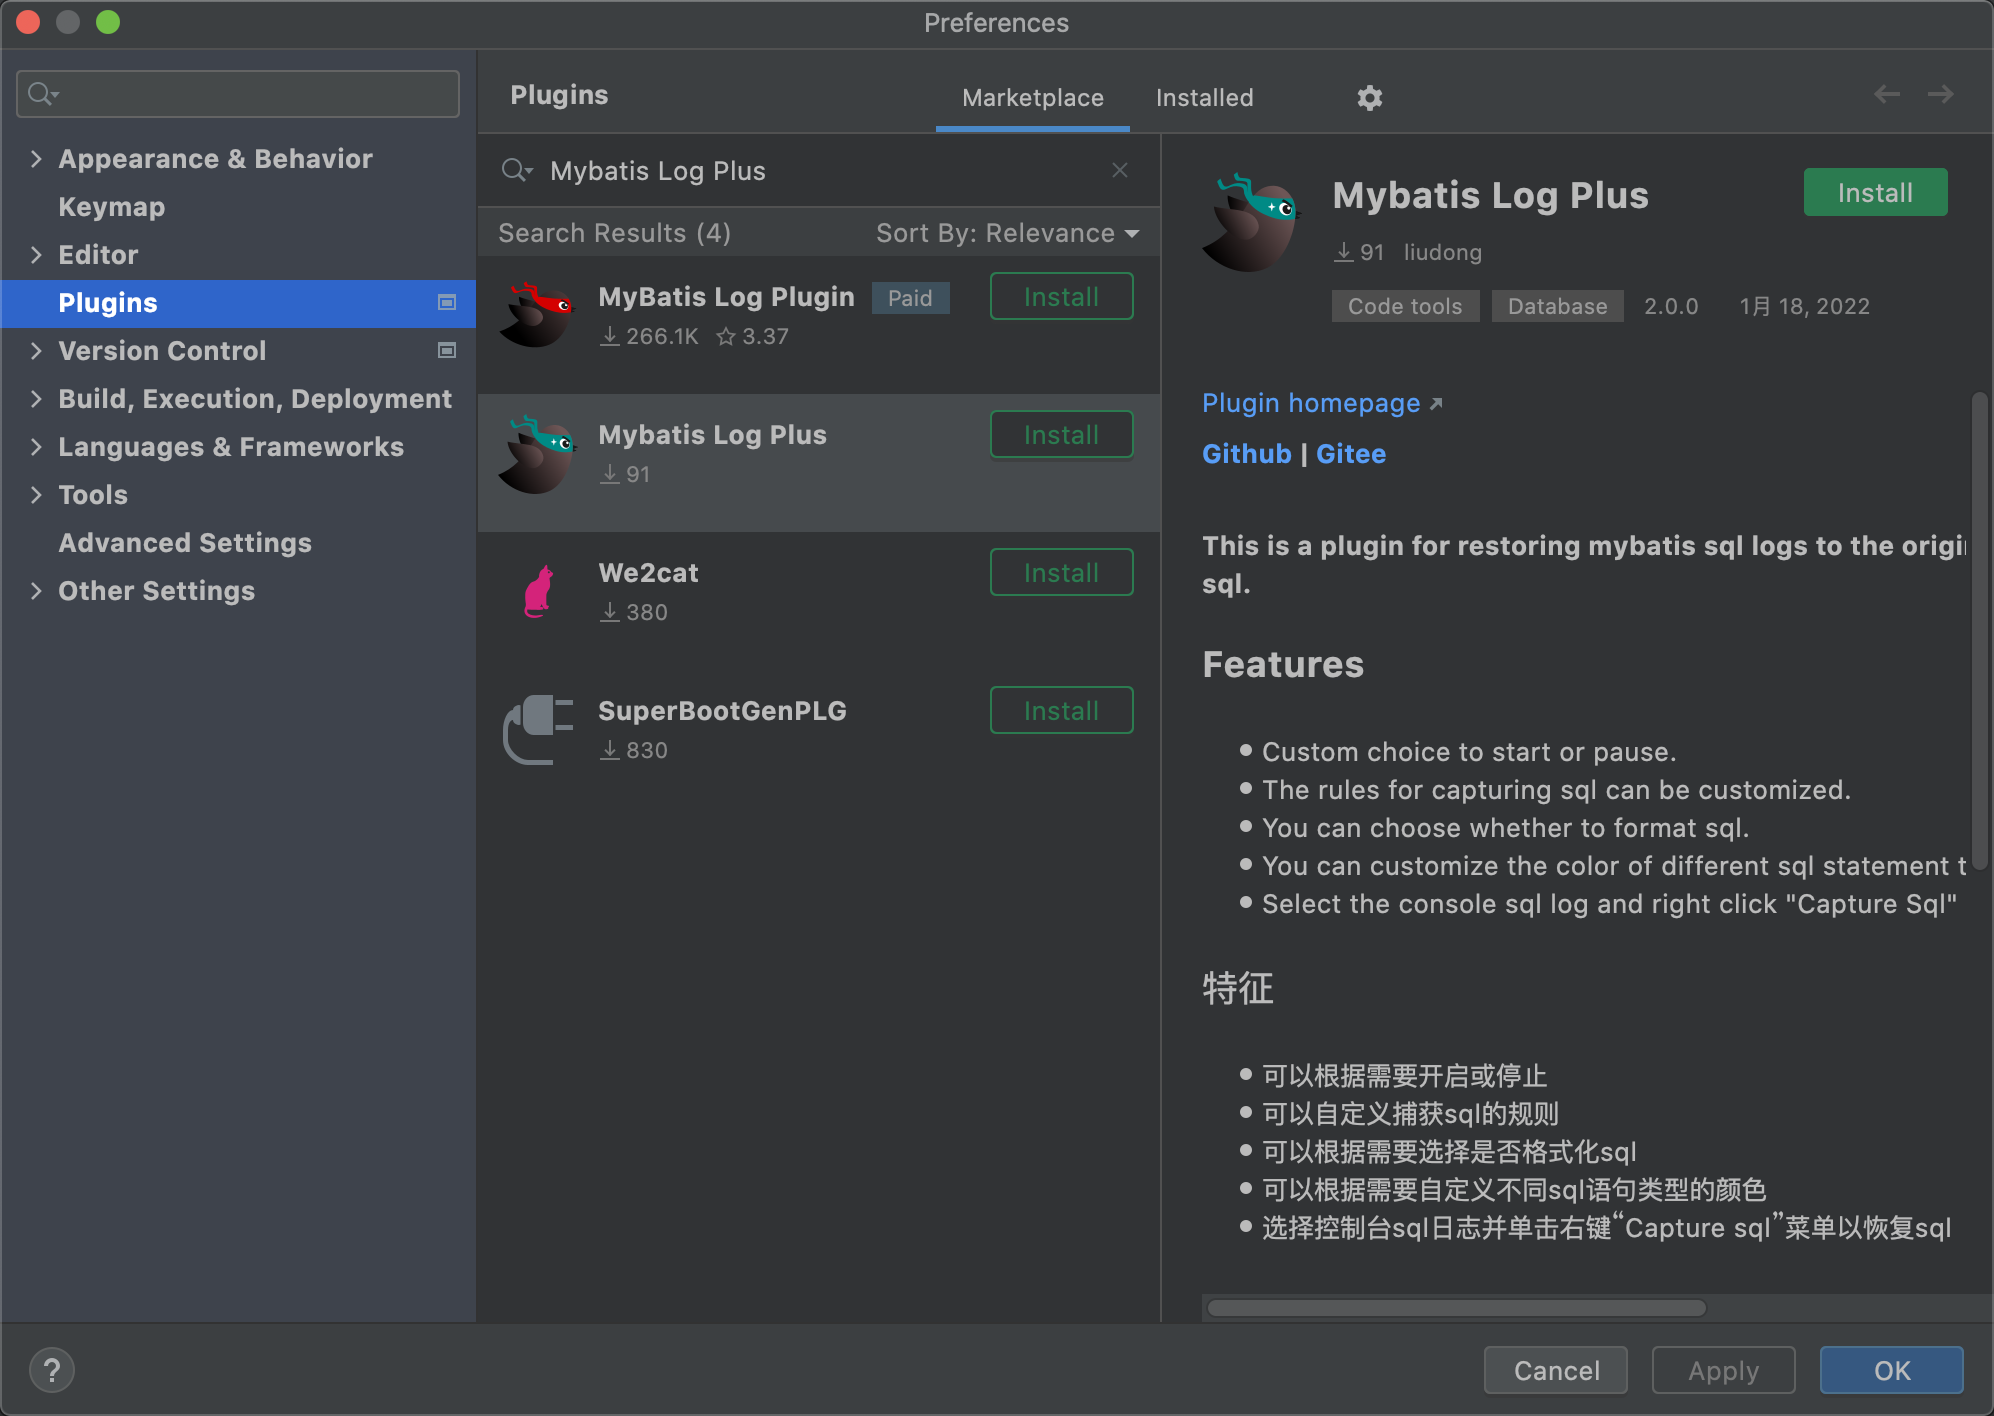 Preferences
Appearance & Behavior
Keymap
Editor
Plugins
Version Control
Build, Execution, Deployment
Languages & Frameworks
Tools
Advanced Settings
Other Settings
Plugins
Marketplace
Installed
Mybatis Log Plus
Search Results (4)
Sort By: Relevance
MyBatis Log Plugin
Paid
Install
266.1K
3.37
Mybatis Log Plus
Install
91
We2cat
Install
380
SuperBootGenPLG
Install
830
Mybatis Log Plus
Install
91
liudong
Code tools
Database
2.0.0
1月 18, 2022
Plugin homepage
Github | Gitee
This is a plugin for restoring mybatis sql logs to the
sql.
Features
Custom choice to start or pause.
The rules for capturing sql can be customized.
You can choose whether to format sql.
You can customize the color of different sql statement
Select the console sql log and right click "Capture Sql"
特征
可以根据需要开启或停止
可以自定义捕获sql的规则
可以根据需要选择是否格式化sql
可以根据需要自定义不同sql语句类型的颜色
选择控制台sql日志并单击右键“Capture sql”菜单以恢复sql
?
Cancel
Apply
OK